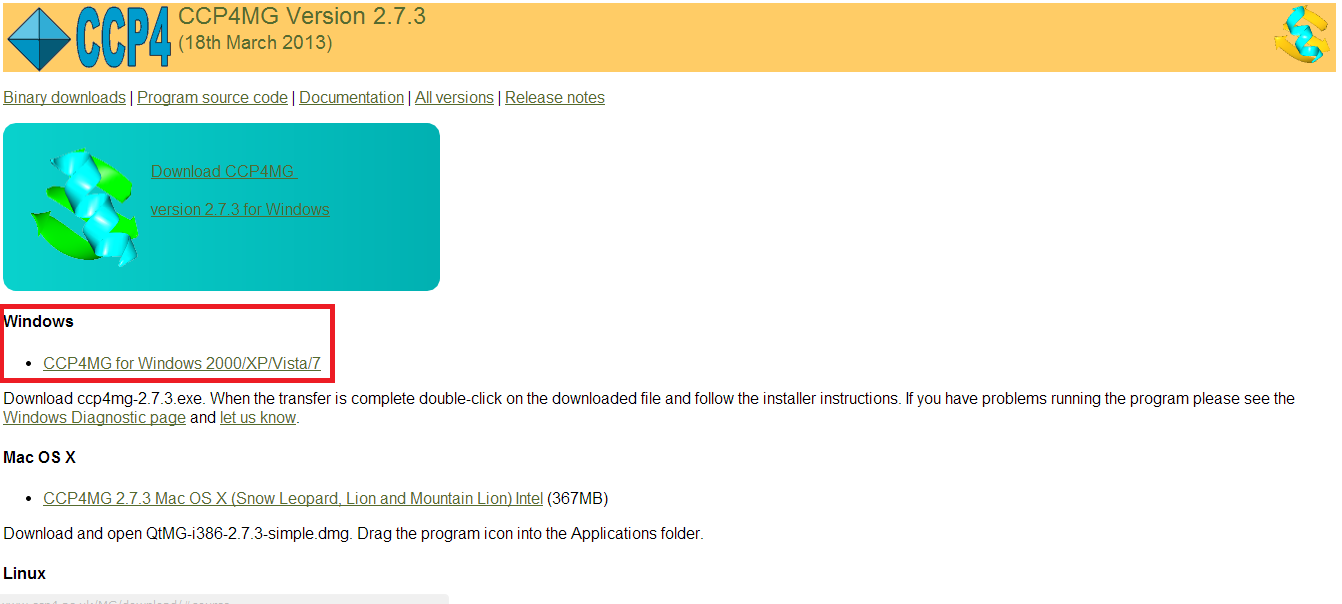 CCP4
CCP4MG Version 2.7.3
(18th March 2013)
Binary downloads | Program source code | Documentation | All versions | Release notes
Download CCP4MG
version 2.7.3 for Windows
Windows
• CCP4MG for Windows 2000/XP/Vista/7
Download ccp4mg-2.7.3.exe. When the transfer is complete double-click on the downloaded file and follow the installer instructions. If you have problems running the program please see the
Windows Diagnostic page and let us know.
Mac OS X
• CCP4MG 2.7.3 Mac OS X (Snow Leopard, Lion and Mountain Lion) Intel (367MB)
Download and open QtMG-i386-2.7.3-simple.dmg. Drag the program icon into the Applications folder.
Linux